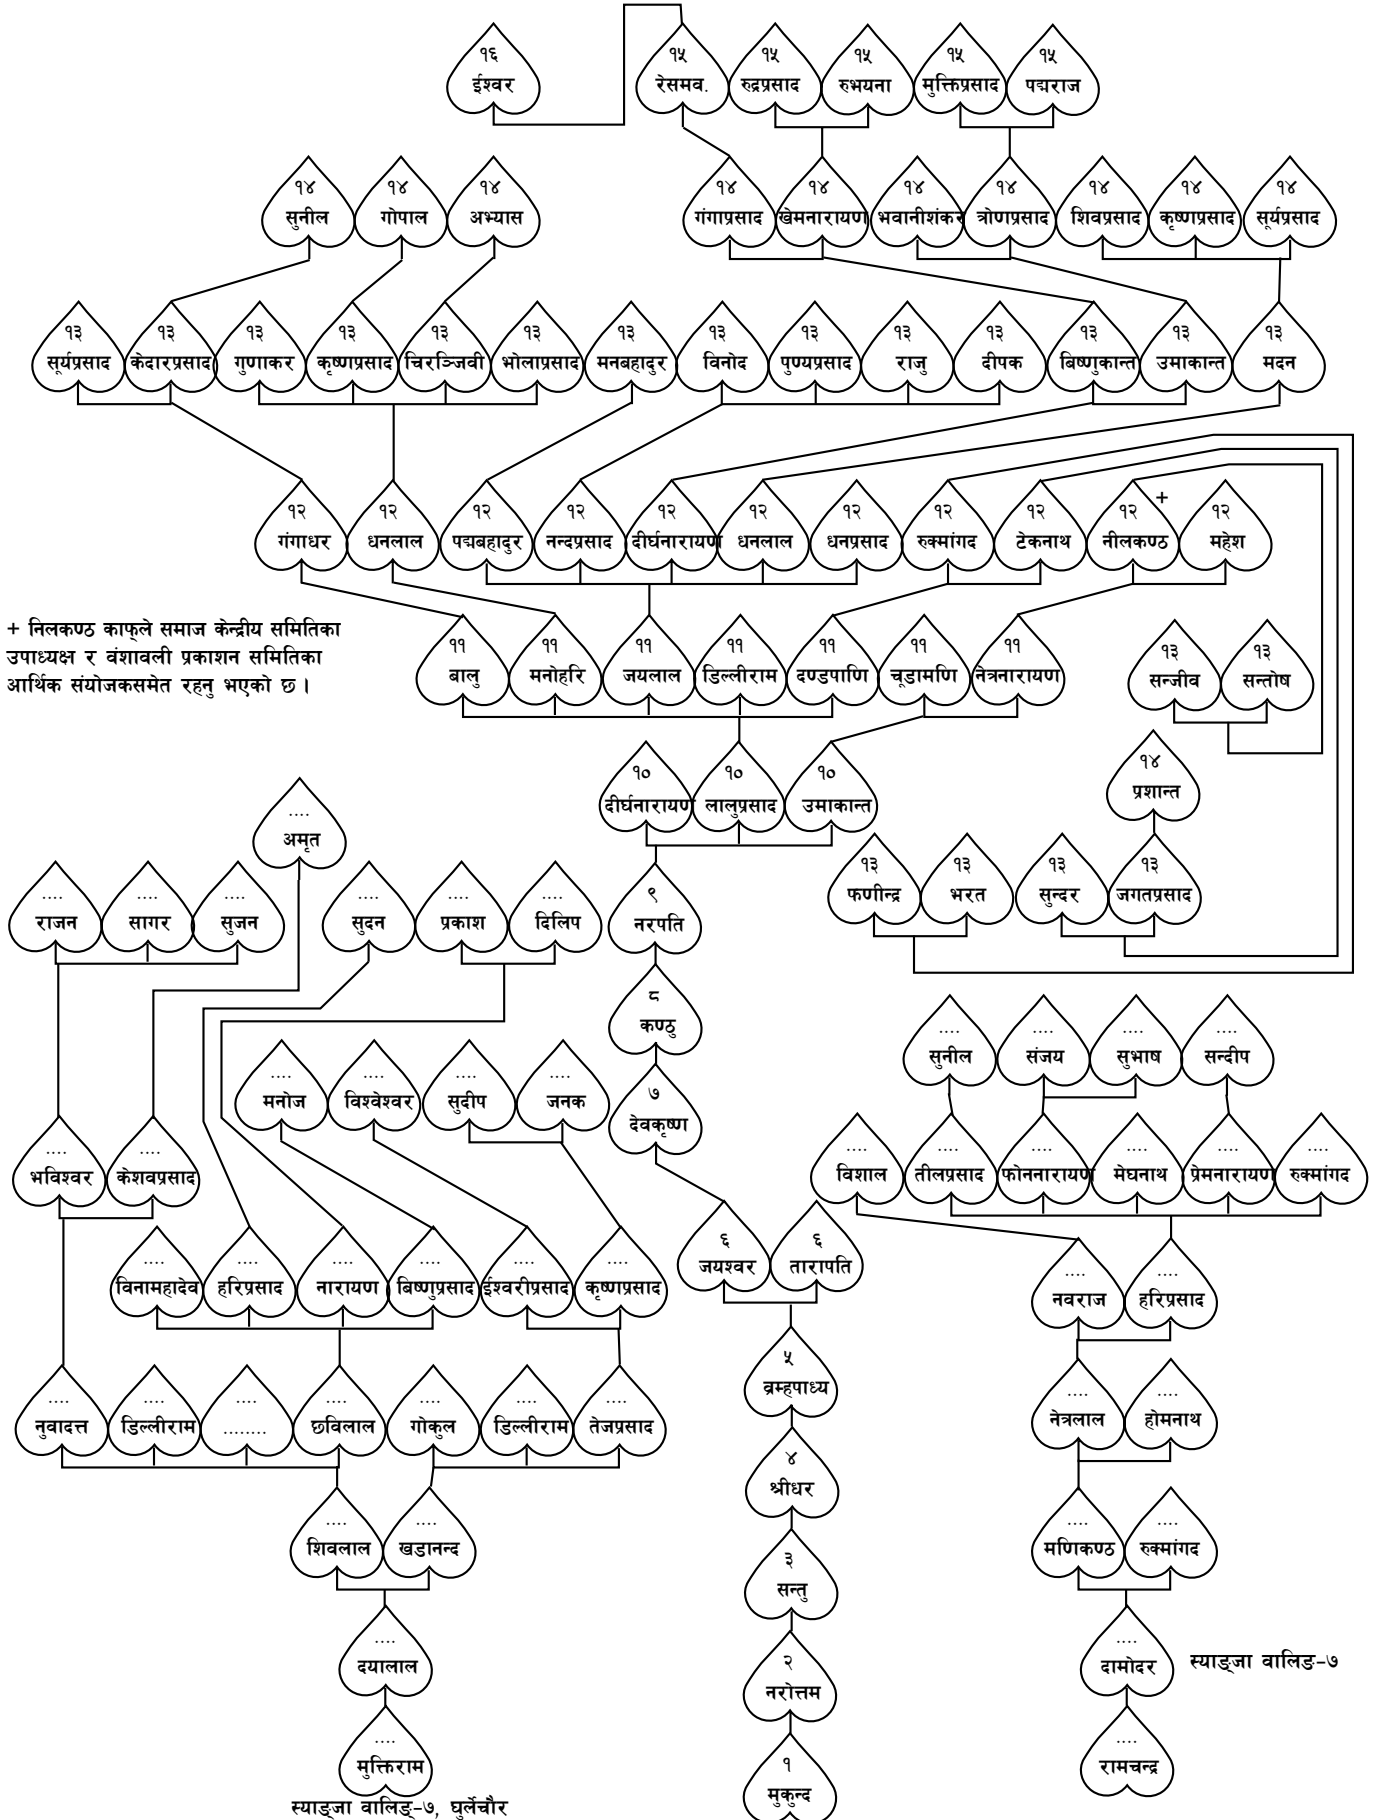 १६ १५ १५ १५ १५ १५
ईश्वर रेसमव. रुद्रप्रसाद रुभयना मुक्तिप्रसाद पद्मराज
१४ १४ १४ १४ १४ १४ १४ १४ १४ १४
सुनील गोपाल अभ्यास गंगाप्रसाद खेमनारायण भवानीशंकर त्रोणप्रसाद शिवप्रसाद कृष्णप्रसाद सूर्यप्रसाद
१३ १३ १३ १३ १३ १३ १३ १३ १३ १३ १३ १३ १३ १३
सूर्यप्रसाद केदारप्रसाद गुणाकर कृष्णप्रसाद चिरञ्जिवी भोलाप्रसाद मनबहादुर विनोद पुण्यप्रसाद राजु दीपक बिष्णुकान्त उमाकान्त मदन
१२ १२ १२ १२ १२ १२ १२ १२ १२ १२ + १२
गंगाधर धनलाल पद्मबहादुर नन्दप्रसाद दीर्घनारायण धनलाल धनप्रसाद रुक्मांगद टेकनाथ नीलकण्ठ महेश
+ निलकण्ठ काफ्ले समाज केन्द्रीय समितिका
उपाध्यक्ष र वंशावली प्रकाशन समितिका
आर्थिक संयोजकसमेत रहनु भएको छ ।
११ ११ ११ ११ ११ ११ ११
बालु मनोहरि जयलाल डिल्लीराम दण्डपाणि चूडामणि नेत्रनारायण
१३ १३
सन्जीव सन्तोष
१० १० १०
दीर्घनारायण लालुप्रसाद उमाकान्त
१४
प्रशान्त
१३ १३ १३ १३
फणीन्द्र भरत सुन्दर जगतप्रसाद
....
अमृत
.... .... .... .... .... ....
राजन सागर सुजन सुदन प्रकाश दिलिप
९
नरपति
८
कण्ठु
.... .... .... ....
सुनील संजय सुभाष सन्दीप
.... .... .... ....
मनोज विश्वेश्वर सुदीप जनक
७
देवकृष्ण
.... ....
भविश्वर केशवप्रसाद
.... .... .... .... .... ....
विशाल तीलप्रसाद फोननारायण मेघनाथ प्रेमनारायण रुक्मांगद
६ ६
जयश्वर तारापति
.... .... .... .... .... ....
विनामहादेव हरिप्रसाद नारायण बिष्णुप्रसाद ईश्वरीप्रसाद कृष्णप्रसाद
.... ....
नवराज हरिप्रसाद
५
व्रम्हपाध्य
.... .... .... .... .... .... ....
नुवादत्त डिल्लीराम ........ छविलाल गोकुल डिल्लीराम तेजप्रसाद
.... ....
नेत्रलाल होमनाथ
४
श्रीधर
.... ....
शिवलाल खडानन्द
.... ....
मणिकण्ठ रुक्मांगद
३
सन्तु
....
दयालाल
२
नरोत्तम
....
दामोदर
स्याङ्जा वालिङ-७
....
मुक्तिराम
स्याङ्जा वालिङ्-७, घुर्लेचौर
१
मुकुन्द
....
रामचन्द्र